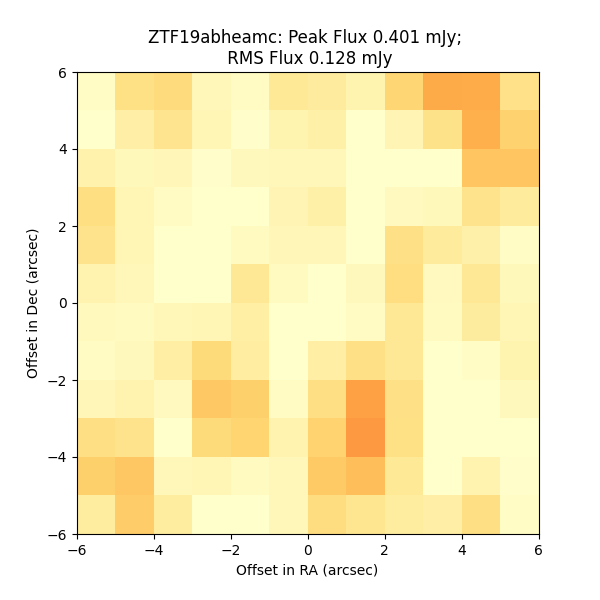 ZTF19abheamc: Peak Flux 0.401 mJy;
RMS Flux 0.128 mJy
6
4
2
0
−2
−4
−6
Offset in Dec (arcsec)
−6 −4 −2 0 2 4 6
Offset in RA (arcsec)